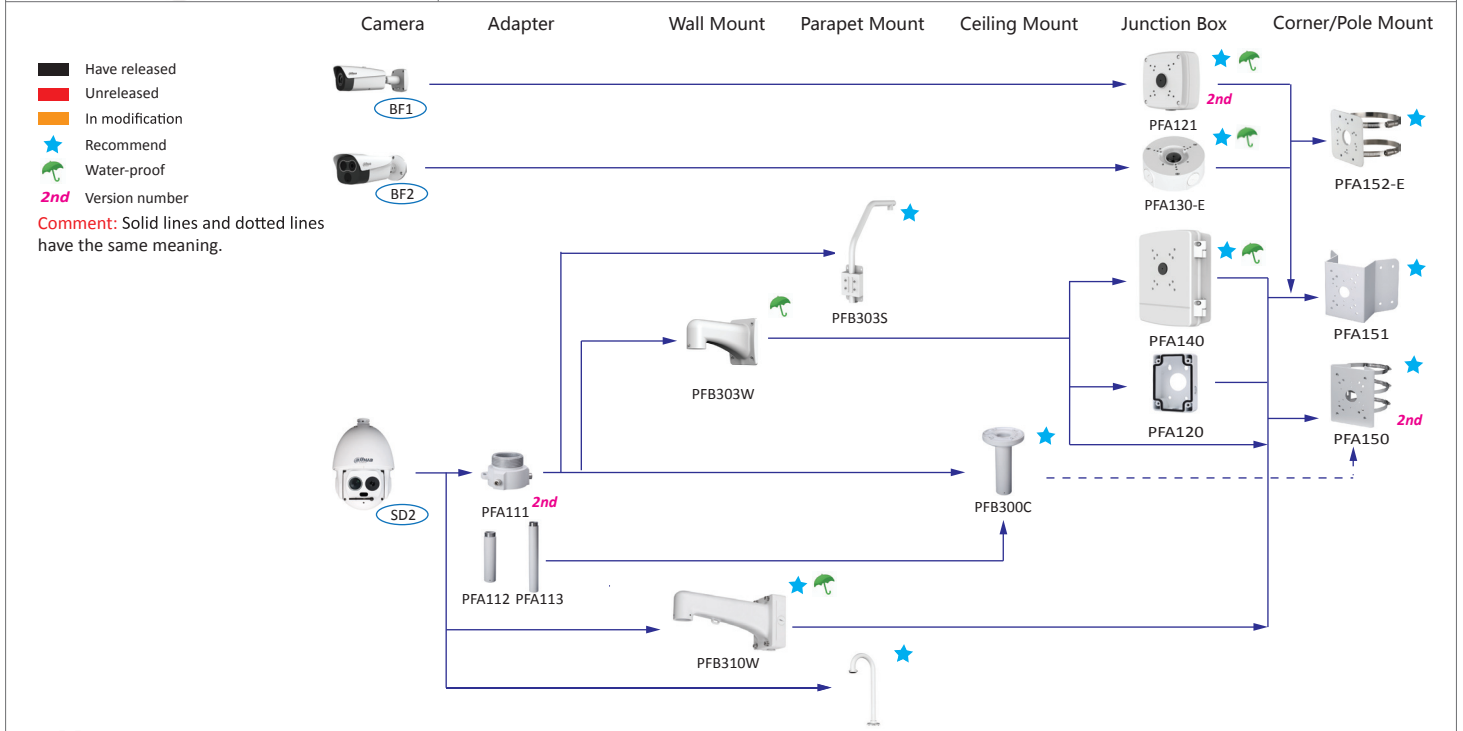 Camera Adapter Wall Mount Parapet Mount Ceiling Mount Junction Box Corner/Pole Mount
Have released
Unreleased
In modification
Recommend
Water-proof
2nd Version number
Comment: Solid lines and dotted lines
have the same meaning.
BF1
2nd
PFA121
BF2
PFA130-E
PFA152-E
PFB303S
PFA140
PFA151
PFB303W
PFA120
PFA150
2nd
alhua
SD2
PFA111
2nd
PFB300C
PFA112 PFA113
PFB310W